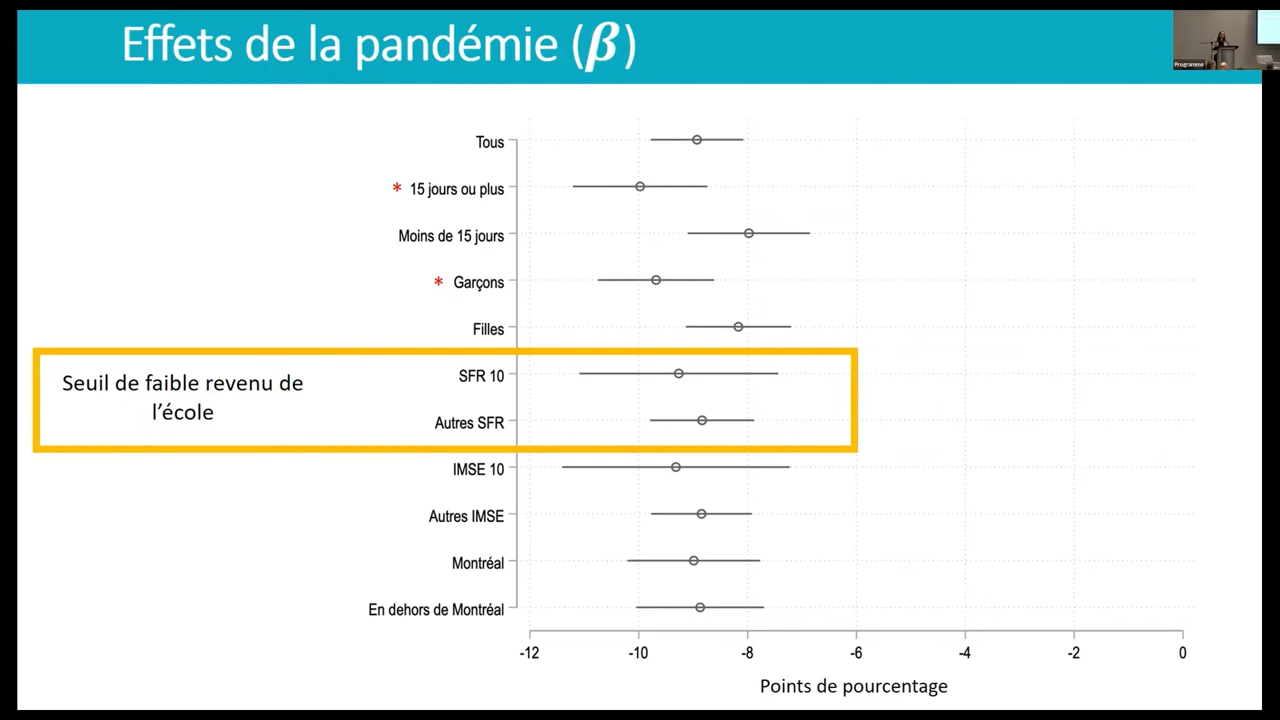 Effets de la pandémie (β)
Programme
Tous
* 15 jours ou plus
Moins de 15 jours
* Garçons
Filles
Seuil de faible revenu de
l’école
SFR 10
Autres SFR
IMSE 10
Autres IMSE
Montréal
En dehors de Montréal
-12 -10 -8 -6 -4 -2 0
Points de pourcentage